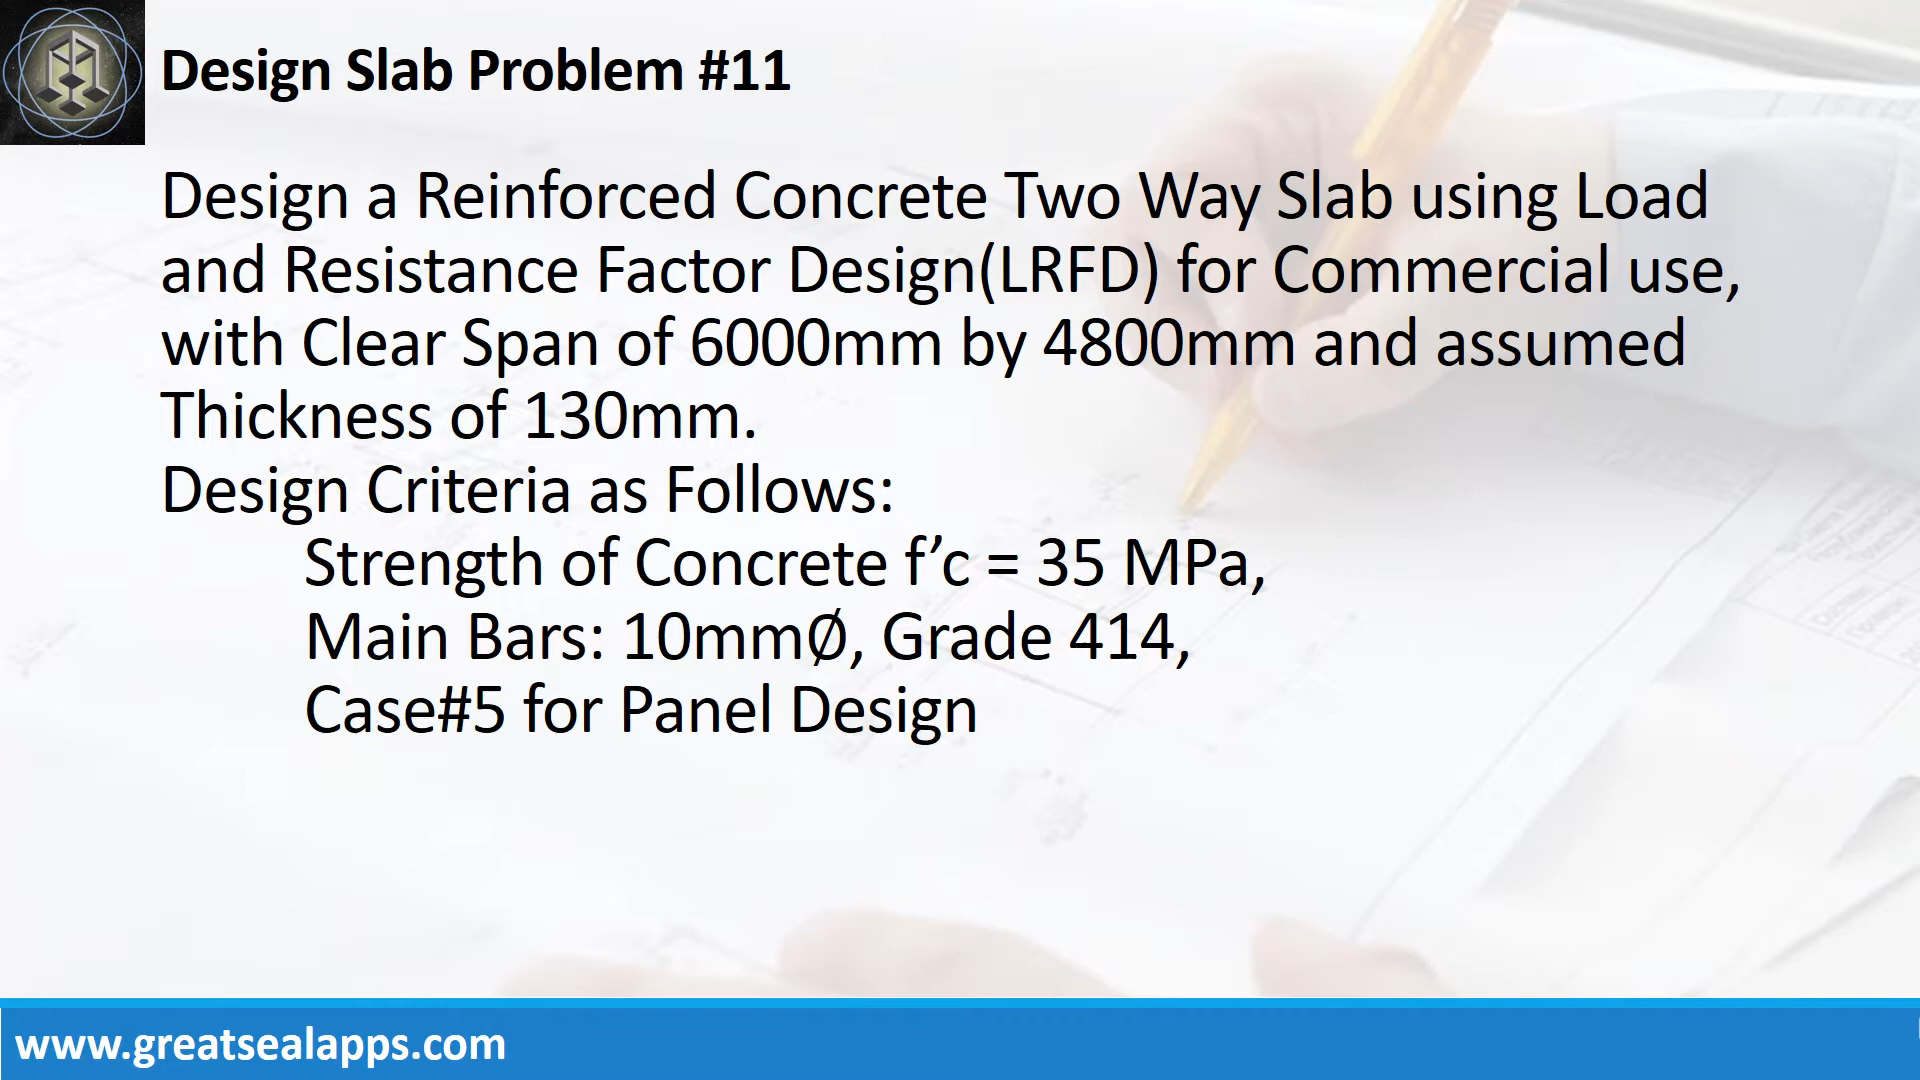 Design Slab Problem #11
Design a Reinforced Concrete Two Way Slab using Load
and Resistance Factor Design(LRFD) for Commercial use,
with Clear Span of 6000mm by 4800mm and assumed
Thickness of 130mm.
Design Criteria as Follows:
Strength of Concrete f’c = 35 MPa,
Main Bars: 10mmØ, Grade 414,
Case#5 for Panel Design
www.greatsealapps.com